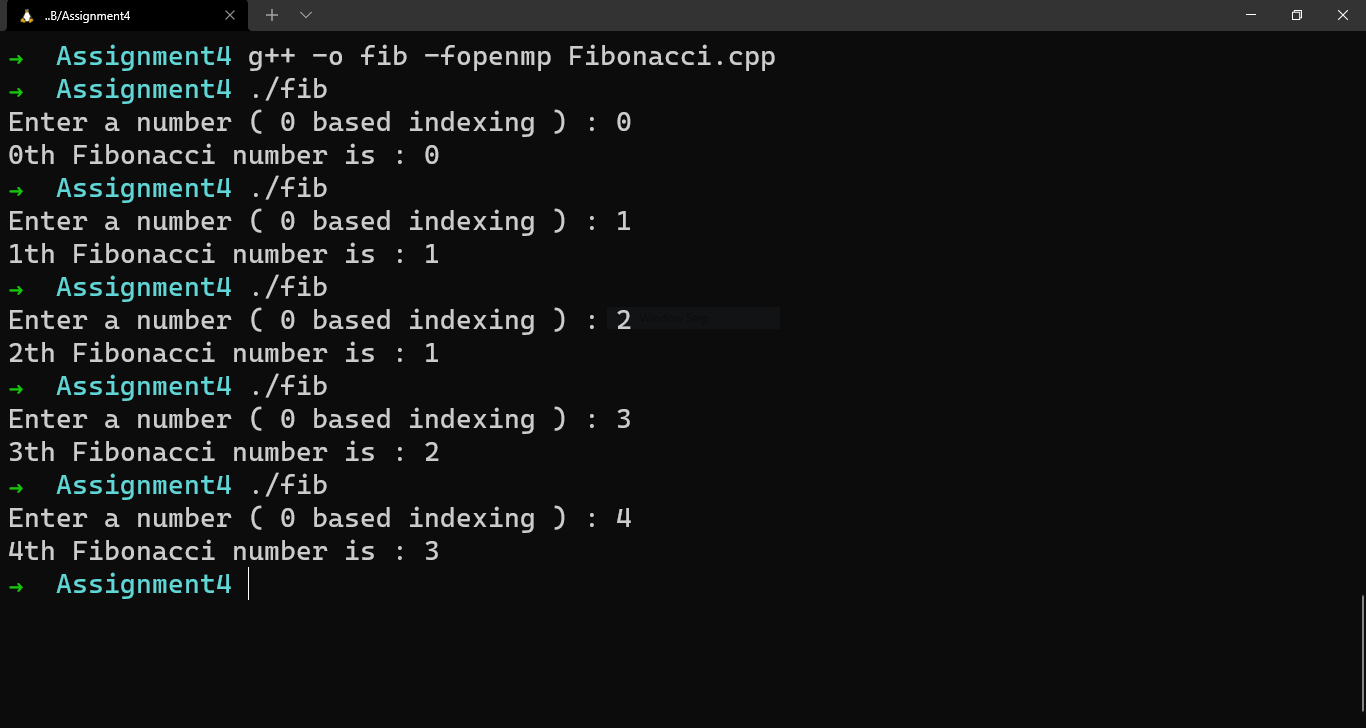 ..B/Assignment4
→ Assignment4 g++ -o fib -fopenmp Fibonacci.cpp
→ Assignment4 ./fib
Enter a number ( 0 based indexing ) : 0
0th Fibonacci number is : 0
→ Assignment4 ./fib
Enter a number ( 0 based indexing ) : 1
1th Fibonacci number is : 1
→ Assignment4 ./fib
Enter a number ( 0 based indexing ) : 2
2th Fibonacci number is : 1
→ Assignment4 ./fib
Enter a number ( 0 based indexing ) : 3
3th Fibonacci number is : 2
→ Assignment4 ./fib
Enter a number ( 0 based indexing ) : 4
4th Fibonacci number is : 3
→ Assignment4